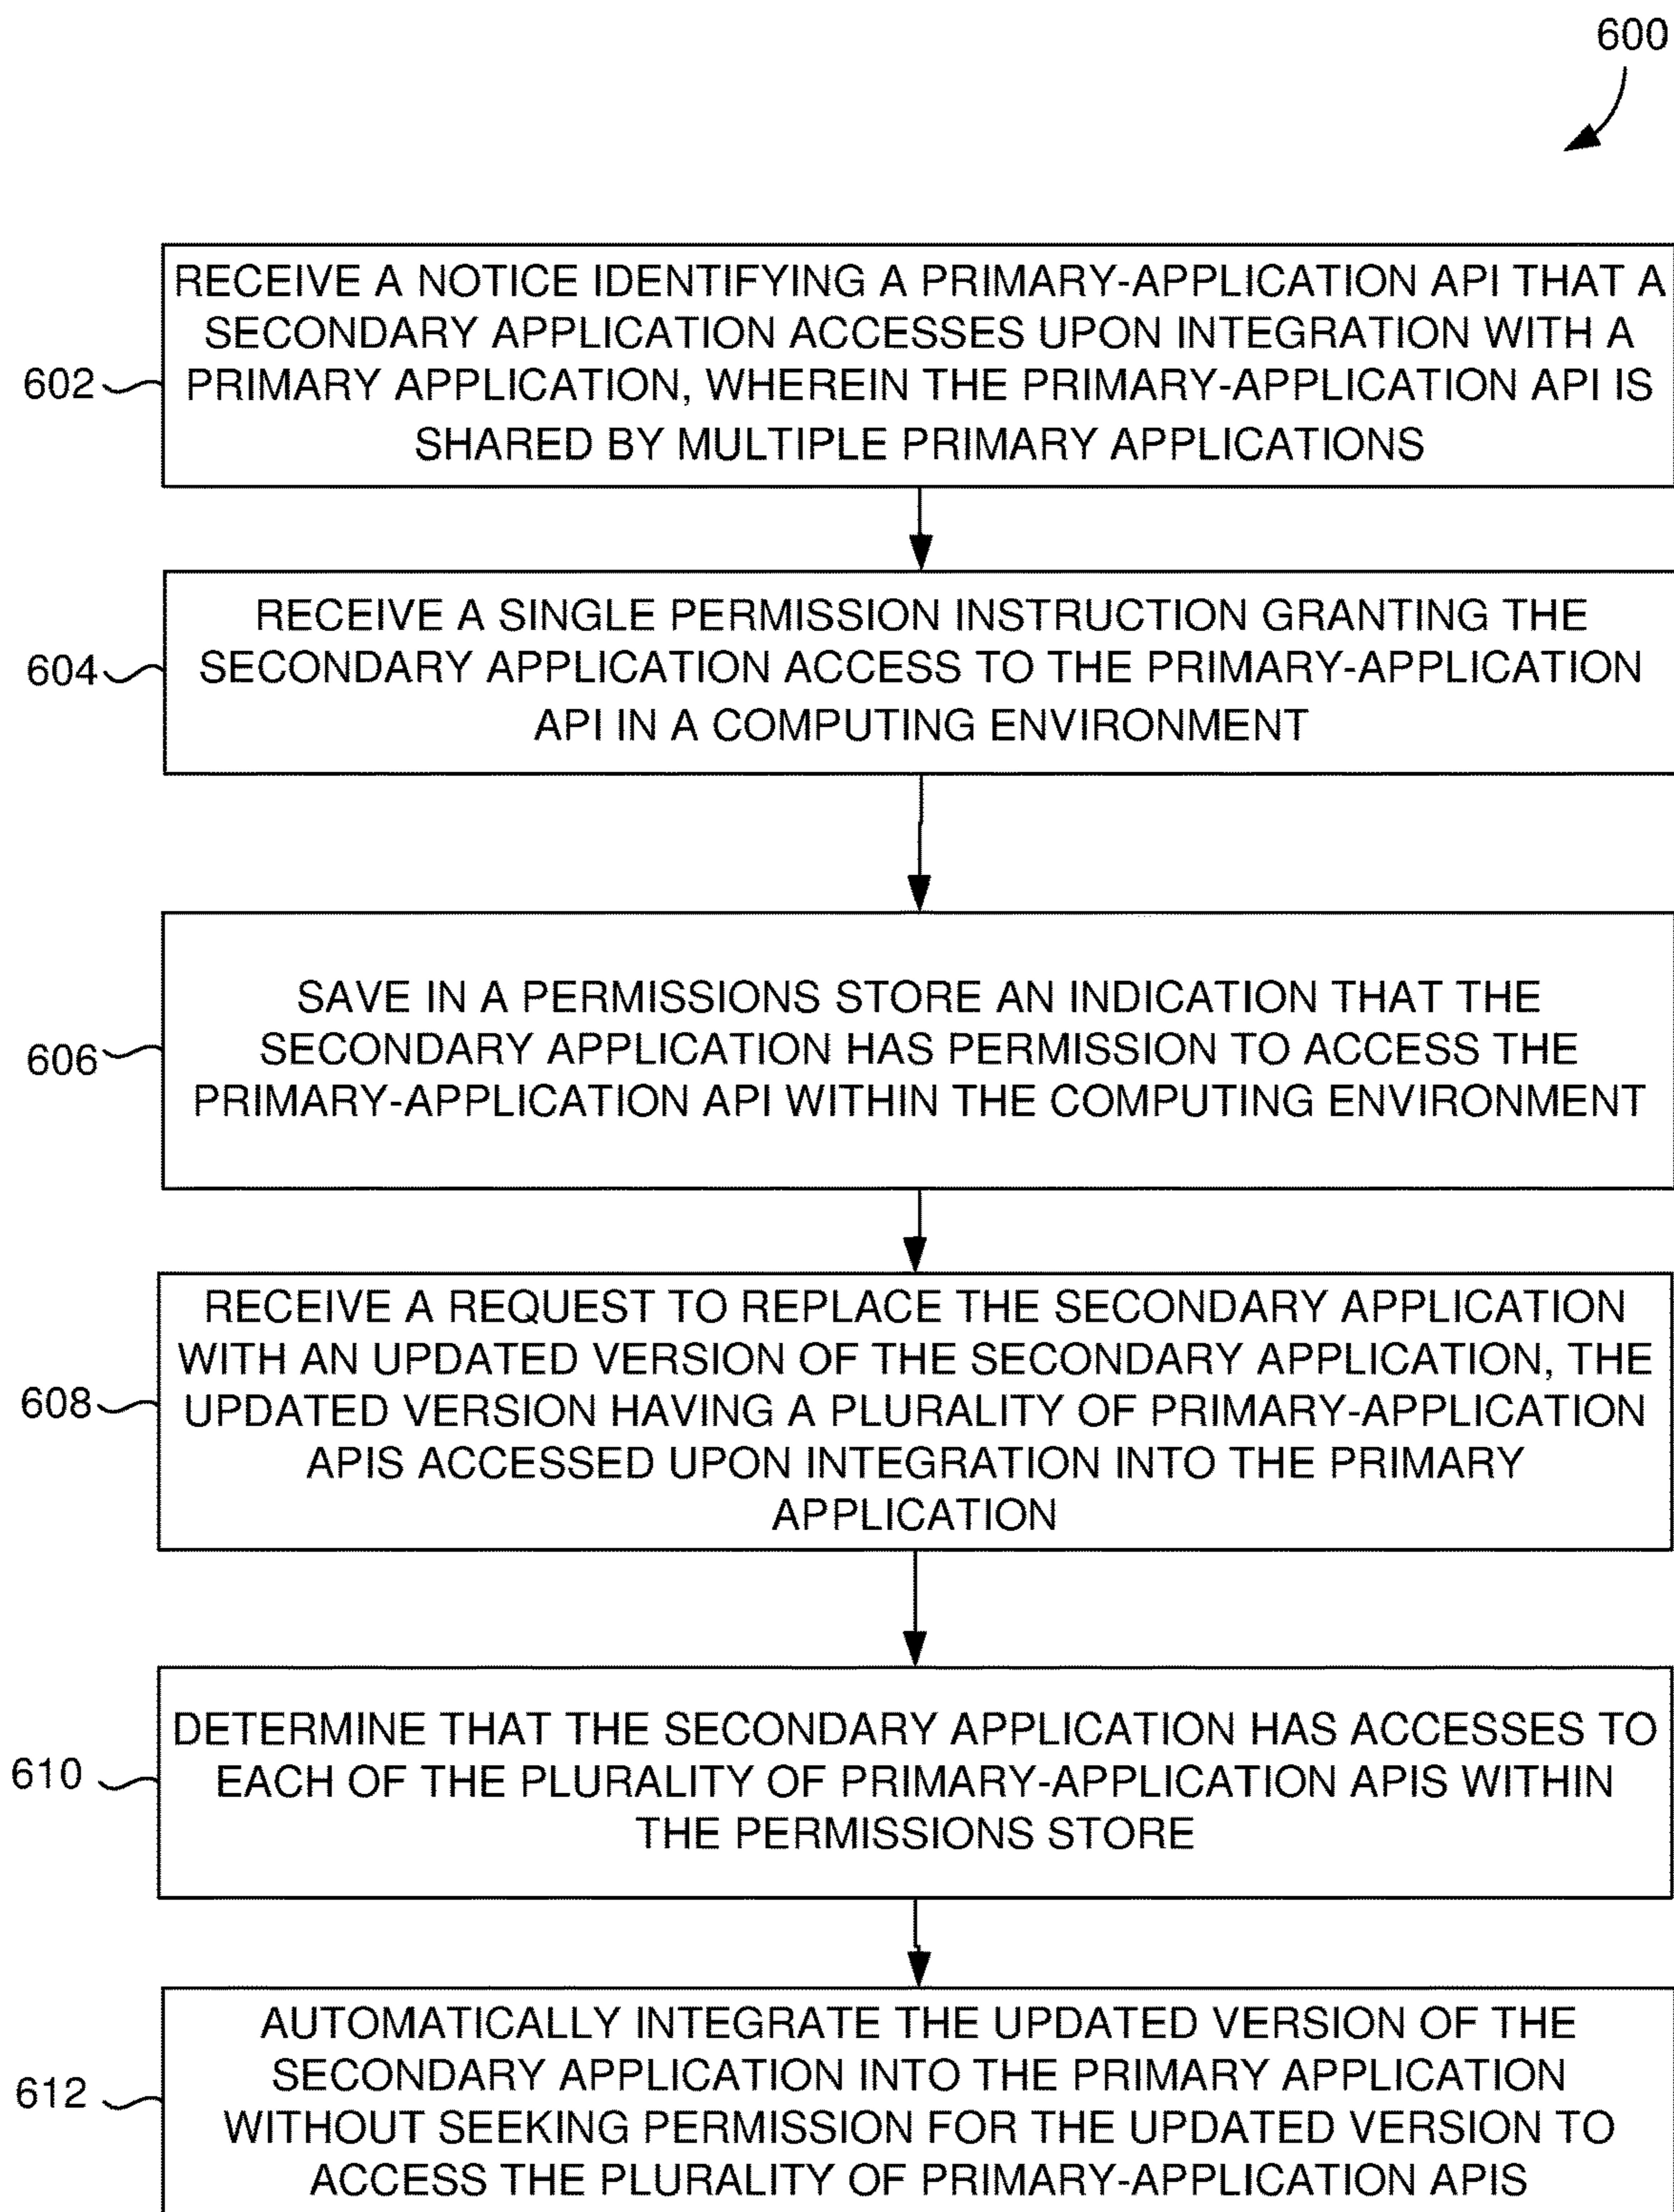 600
RECEIVE A NOTICE IDENTIFYING A PRIMARY-APPLICATION API THAT A
SECONDARY APPLICATION ACCESSES UPON INTEGRATION WITH A
602
PRIMARY APPLICATION, WHEREIN THE PRIMARY-APPLICATION API IS
SHARED BY MULTIPLE PRIMARY APPLICATIONS
RECEIVE A SINGLE PERMISSION INSTRUCTION GRANTING THE
604
SECONDARY APPLICATION ACCESS TO THE PRIMARY-APPLICATION
API IN A COMPUTING ENVIRONMENT
SAVE IN A PERMISSIONS STORE AN INDICATION THAT THE
606
SECONDARY APPLICATION HAS PERMISSION TO ACCESS THE
PRIMARY-APPLICATION API WITHIN THE COMPUTING ENVIRONMENT
RECEIVE A REQUEST TO REPLACE THE SECONDARY APPLICATION
WITH AN UPDATED VERSION OF THE SECONDARY APPLICATION, THE
608
UPDATED VERSION HAVING A PLURALITY OF PRIMARY-APPLICATION
APIS ACCESSED UPON INTEGRATION INTO THE PRIMARY
APPLICATION
DETERMINE THAT THE SECONDARY APPLICATION HAS ACCESSES TO
610
EACH OF THE PLURALITY OF PRIMARY-APPLICATION APIS WITHIN
THE PERMISSIONS STORE
AUTOMATICALLY INTEGRATE THE UPDATED VERSION OF THE
SECONDARY APPLICATION INTO THE PRIMARY APPLICATION
612
WITHOUT SEEKING PERMISSION FOR THE UPDATED VERSION TO
ACCESS THE PLURALITY OF PRIMARY-APPLICATION APIS